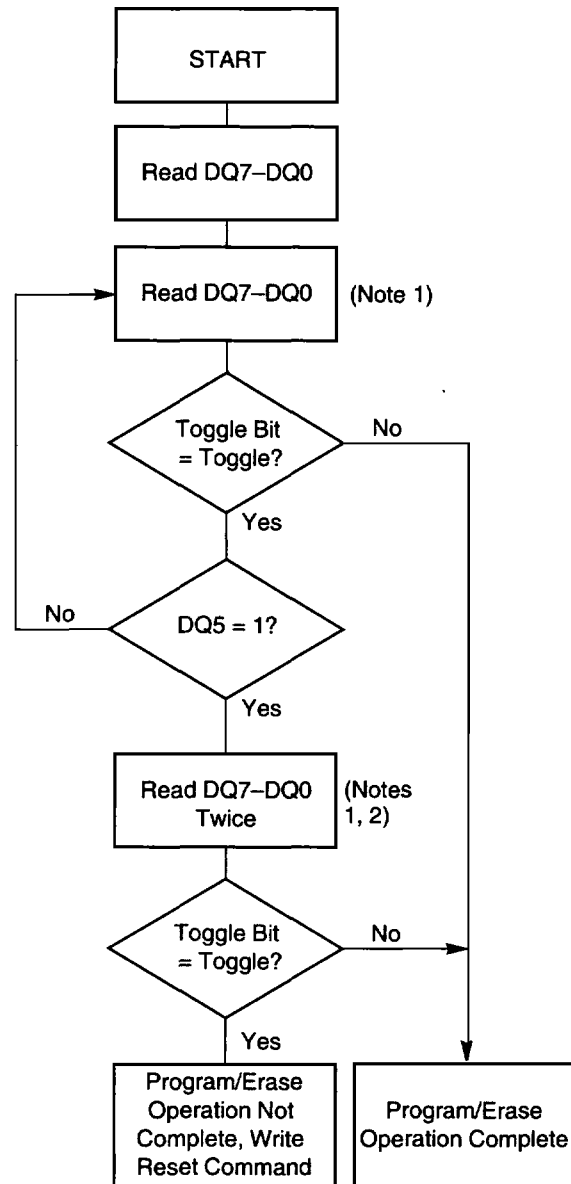 START
Read DQ7–DQ0
Read DQ7–DQ0
(Note 1)
Toggle Bit
= Toggle?
No
Yes
DQ5 = 1?
No
Yes
Read DQ7–DQ0
Twice
(Notes
1, 2)
Toggle Bit
= Toggle?
No
Yes
Program/Erase
Operation Not
Complete, Write
Reset Command
Program/Erase
Operation Complete